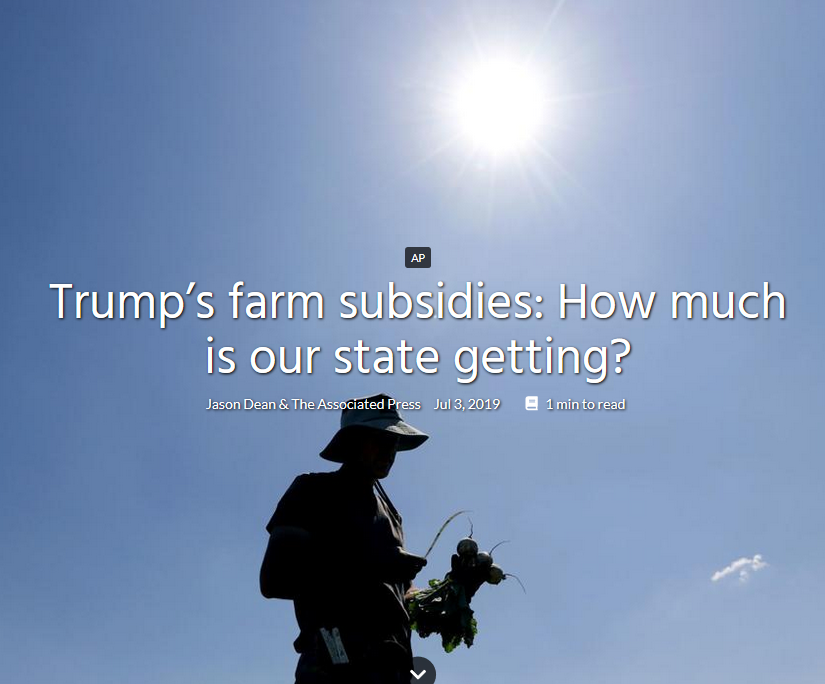 AP
Trump’s farm subsidies: How much
is our state getting?
Jason Dean & The Associated Press Jul 3, 2019 1 min to read